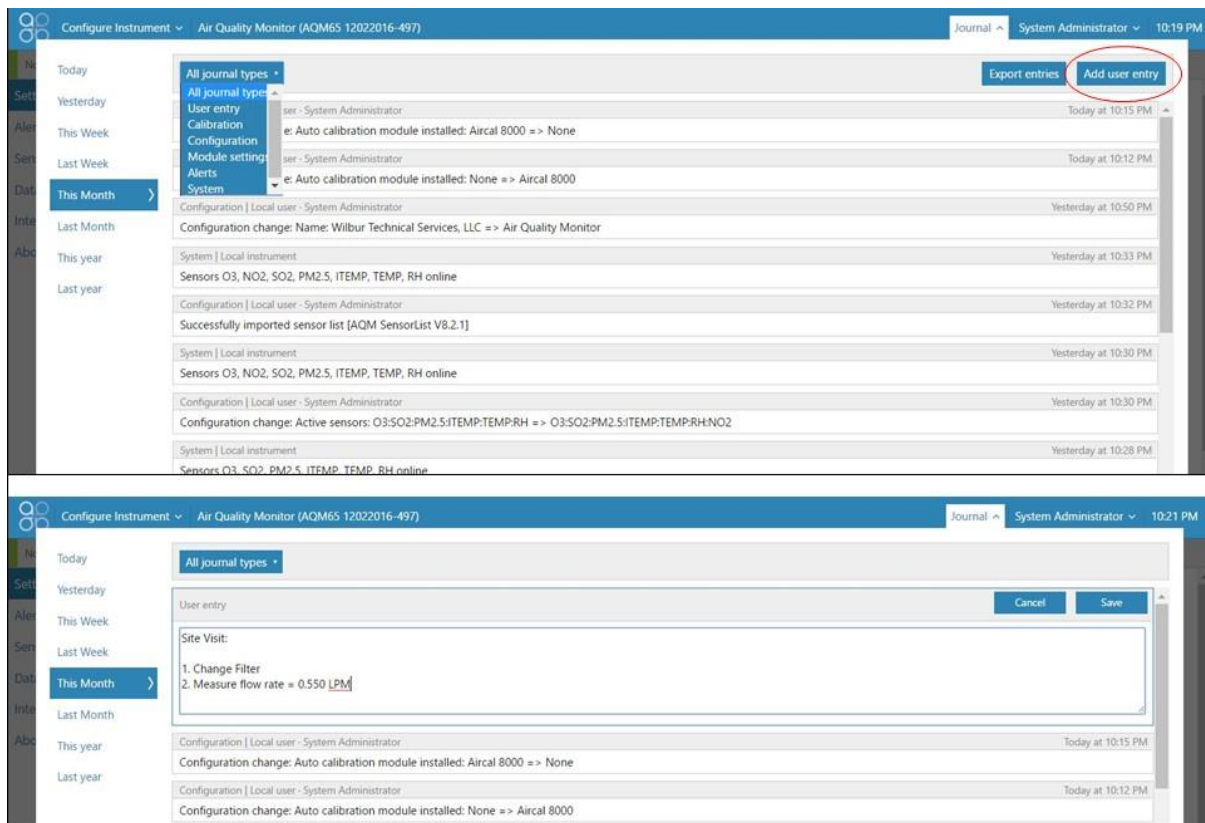 Configure Instrument Air Quality Monitor (AQM65 12022016-497) Journal System Administrator 10:19 PM
Today
Yesterday
This Week
Last Week
This Month
Last Month
This year
Last year
All journal types Export entries Add user entry
All journal types
User entry
Calibration
Configuration
Module settings
Alerts
System
ser - System Administrator Today at 10:15 PM
e: Auto calibration module installed: Aircal 8000 => None
ser - System Administrator Today at 10:12 PM
e: Auto calibration module installed: None => Aircal 8000
Configuration | Local user - System Administrator Yesterday at 10:50 PM
Configuration change: Name: Wilbur Technical Services, LLC => Air Quality Monitor
System | Local instrument Yesterday at 10:33 PM
Sensors O3, NO2, SO2, PM2.5, ITEMP, TEMP, RH online
Configuration | Local user - System Administrator Yesterday at 10:32 PM
Successfully imported sensor list [AQM SensorList V8.2.1]
System | Local instrument Yesterday at 10:30 PM
Sensors O3, NO2, SO2, PM2.5, ITEMP, TEMP, RH online
Configuration | Local user - System Administrator Yesterday at 10:30 PM
Configuration change: Active sensors: O3:SO2:PM2.5:ITEMP:TEMP:RH => O3:SO2:PM2.5:ITEMP:TEMP:RH:NO2
System | Local instrument Yesterday at 10:28 PM
Sensors O3, SO2, PM2.5, ITEMP, TEMP, RH online
Configure Instrument Air Quality Monitor (AQM65 12022016-497) Journal System Administrator 10:21 PM
Today
Yesterday
This Week
Last Week
This Month
Last Month
This year
Last year
All journal types
User entry Cancel Save
Site Visit:
1. Change Filter
2. Measure flow rate = 0.550 LPM
Configuration | Local user - System Administrator Today at 10:15 PM
Configuration change: Auto calibration module installed: Aircal 8000 => None
Configuration | Local user - System Administrator Today at 10:12 PM
Configuration change: Auto calibration module installed: None => Aircal 8000